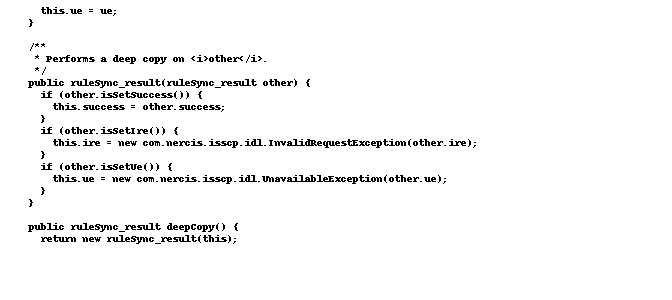 this.ue = ue;
}
/**
* Performs a deep copy on <i>other</i>.
*/
public ruleSync_result(ruleSync_result other) {
if (other.isSetSuccess()) {
this.success = other.success;
}
if (other.isSetIre()) {
this.ire = new com.nercis.isscp.idl.InvalidRequestException(other.ire);
}
if (other.isSetUe()) {
this.ue = new com.nercis.isscp.idl.UnavailableException(other.ue);
}
}
public ruleSync_result deepCopy() {
return new ruleSync_result(this);